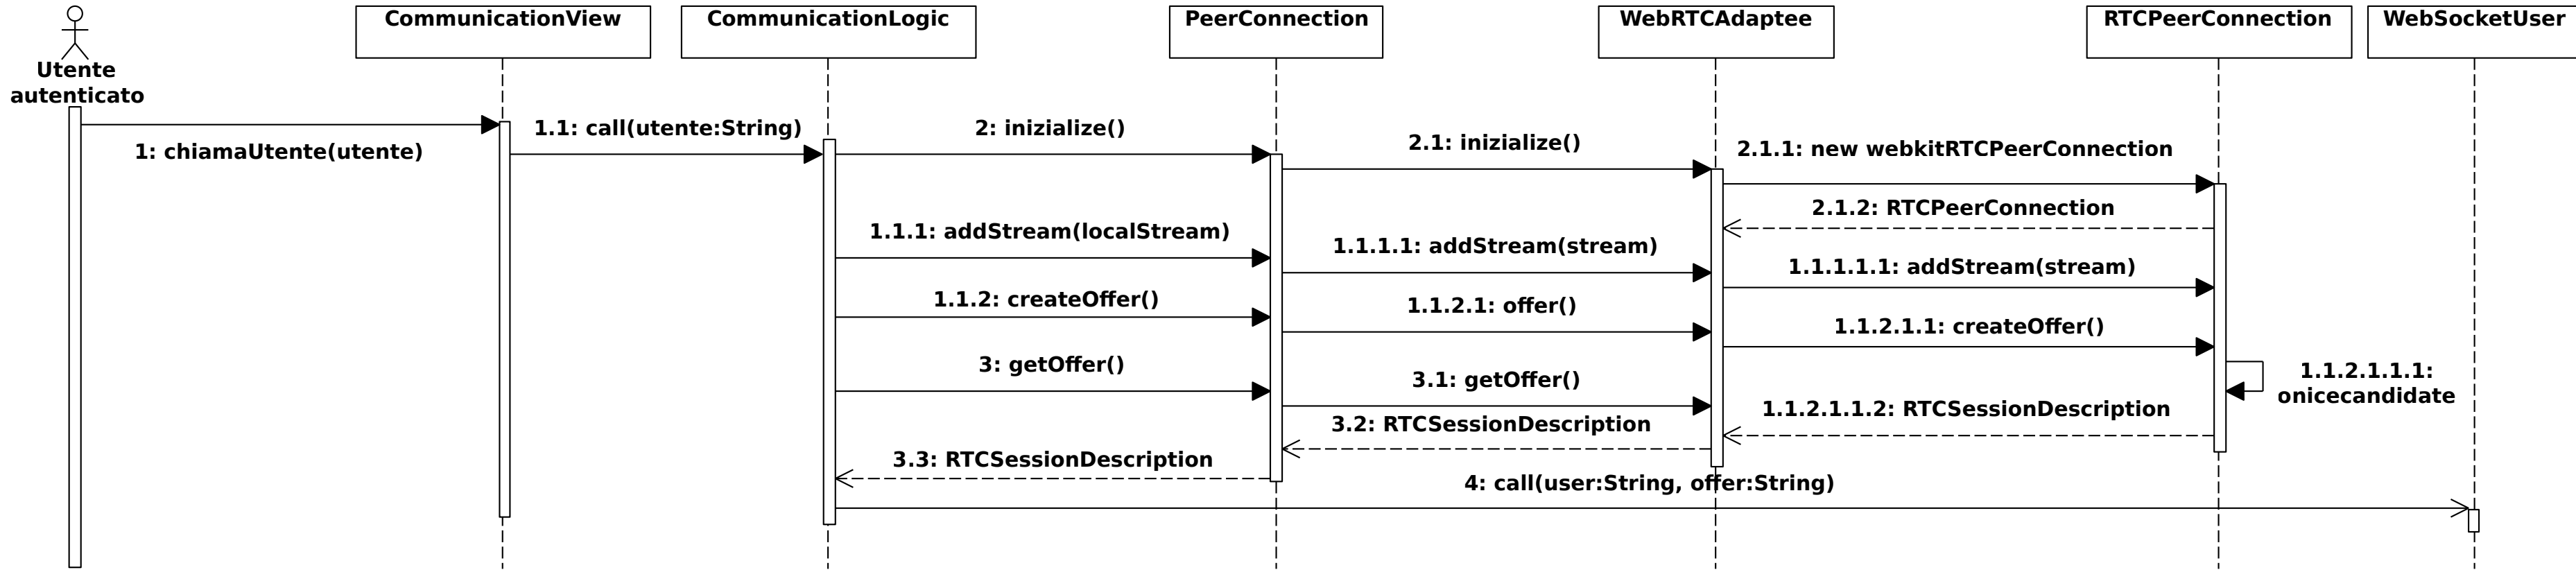 CommunicationView
CommunicationLogic
PeerConnection
WebRTCAdaptee
RTCPeerConnection
WebSocketUser
Utente
autenticato
1: chiamaUtente(utente)
1.1: call(utente:String)
2: inizialize()
2.1: inizialize()
2.1.1: new webkitRTCPeerConnection
2.1.2: RTCPeerConnection
1.1.1: addStream(localStream)
1.1.1.1: addStream(stream)
1.1.1.1.1: addStream(stream)
1.1.2: createOffer()
1.1.2.1: offer()
1.1.2.1.1: createOffer()
3: getOffer()
3.1: getOffer()
1.1.2.1.1.1:
onicecandidate
1.1.2.1.1.2: RTCSessionDescription
3.2: RTCSessionDescription
3.3: RTCSessionDescription
4: call(user:String, offer:String)